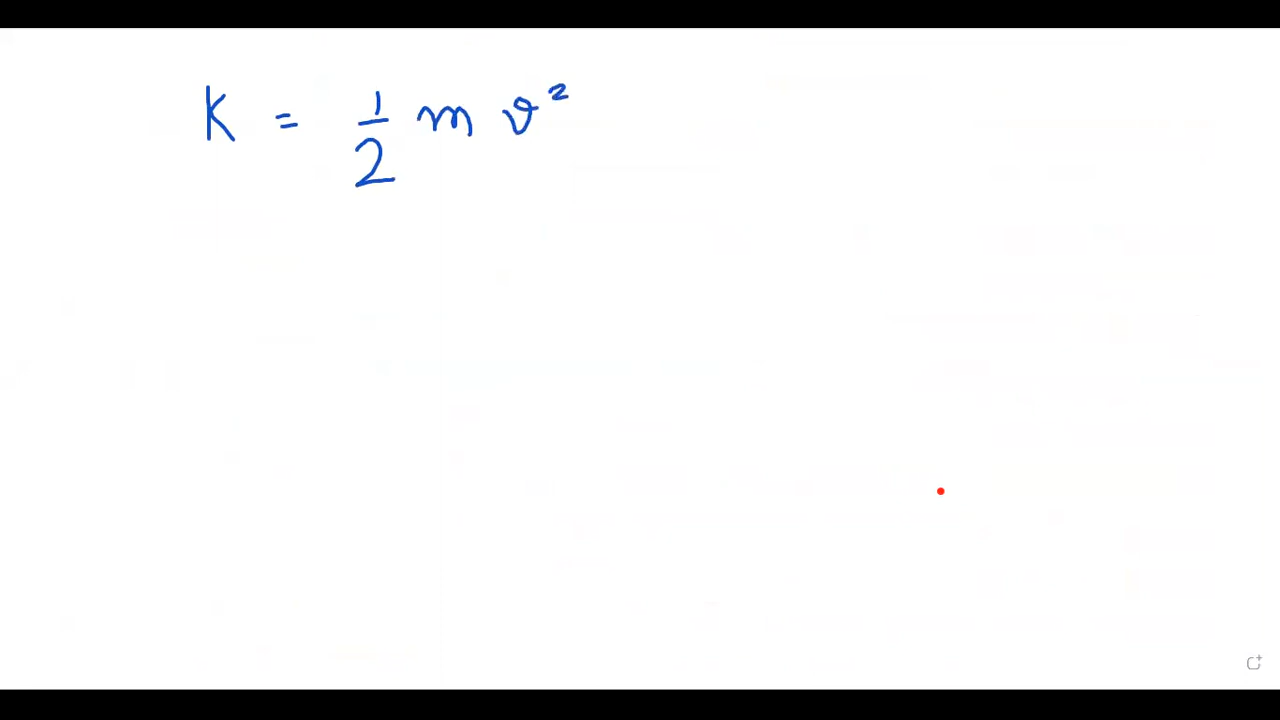 K = 1/2 m v²